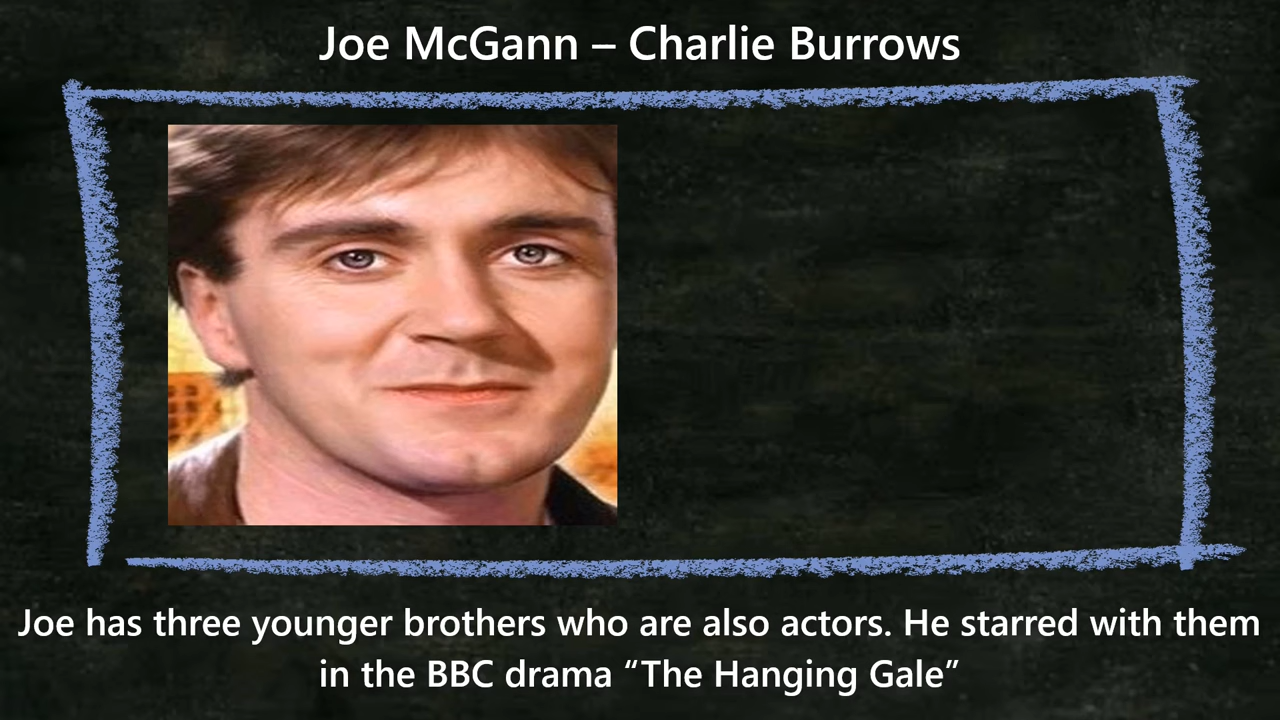 Joe McGann – Charlie Burrows
Joe has three younger brothers who are also actors. He starred with them
in the BBC drama “The Hanging Gale”